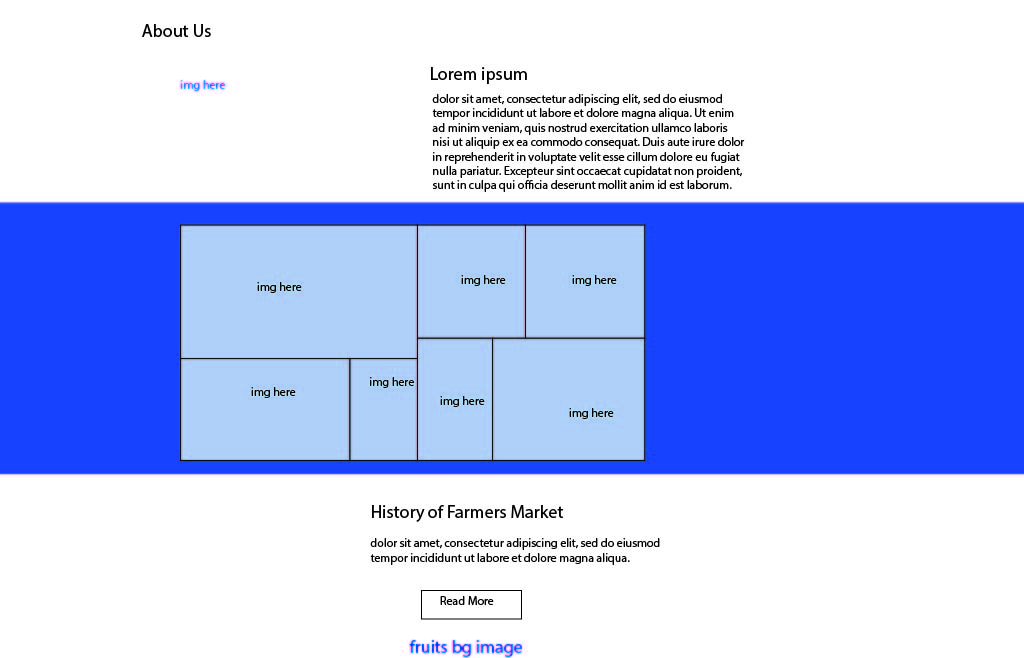 About Us
img here
Lorem ipsum
dolor sit amet, consectetur adipiscing elit, sed do eiusmod
tempor incididunt ut labore et dolore magna aliqua. Ut enim
ad minim veniam, quis nostrud exercitation ullamco laboris
nisi ut aliquip ex ea commodo consequat. Duis aute irure dolor
in reprehenderit in voluptate velit esse cillum dolore eu fugiat
nulla pariatur. Excepteur sint occaecat cupidatat non proident,
sunt in culpa qui officia deserunt mollit anim id est laborum.
img here
img here
img here
img here
img here
img here
img here
History of Farmers Market
dolor sit amet, consectetur adipiscing elit, sed do eiusmod
tempor incididunt ut labore et dolore magna aliqua.
Read More
fruits bg image